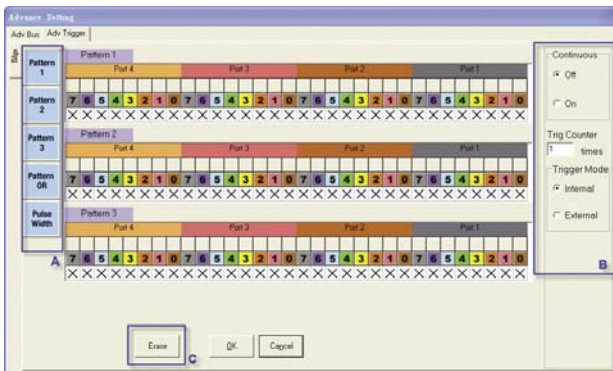 Advance Setting
Adv Bus Adv Trigger
Edge
Pattern 1
Pattern 2
Pattern 3
Pattern OR
Pulse Width
A
Pattern 1
Port 4 Port 3 Port 2 Port 1
7 6 5 4 3 2 1 0 7 6 5 4 3 2 1 0 7 6 5 4 3 2 1 0 7 6 5 4 3 2 1 0
X X X X X X X X X X X X X X X X X X X X X X X X X X X X X X X X
Pattern 2
Port 4 Port 3 Port 2 Port 1
7 6 5 4 3 2 1 0 7 6 5 4 3 2 1 0 7 6 5 4 3 2 1 0 7 6 5 4 3 2 1 0
X X X X X X X X X X X X X X X X X X X X X X X X X X X X X X X X
Pattern 3
Port 4 Port 3 Port 2 Port 1
7 6 5 4 3 2 1 0 7 6 5 4 3 2 1 0 7 6 5 4 3 2 1 0 7 6 5 4 3 2 1 0
X X X X X X X X X X X X X X X X X X X X X X X X X X X X X X X X
Continuous
Off
On
Trig Counter
1 times
Trigger Mode
Internal
External
B
Erase C OK Cancel